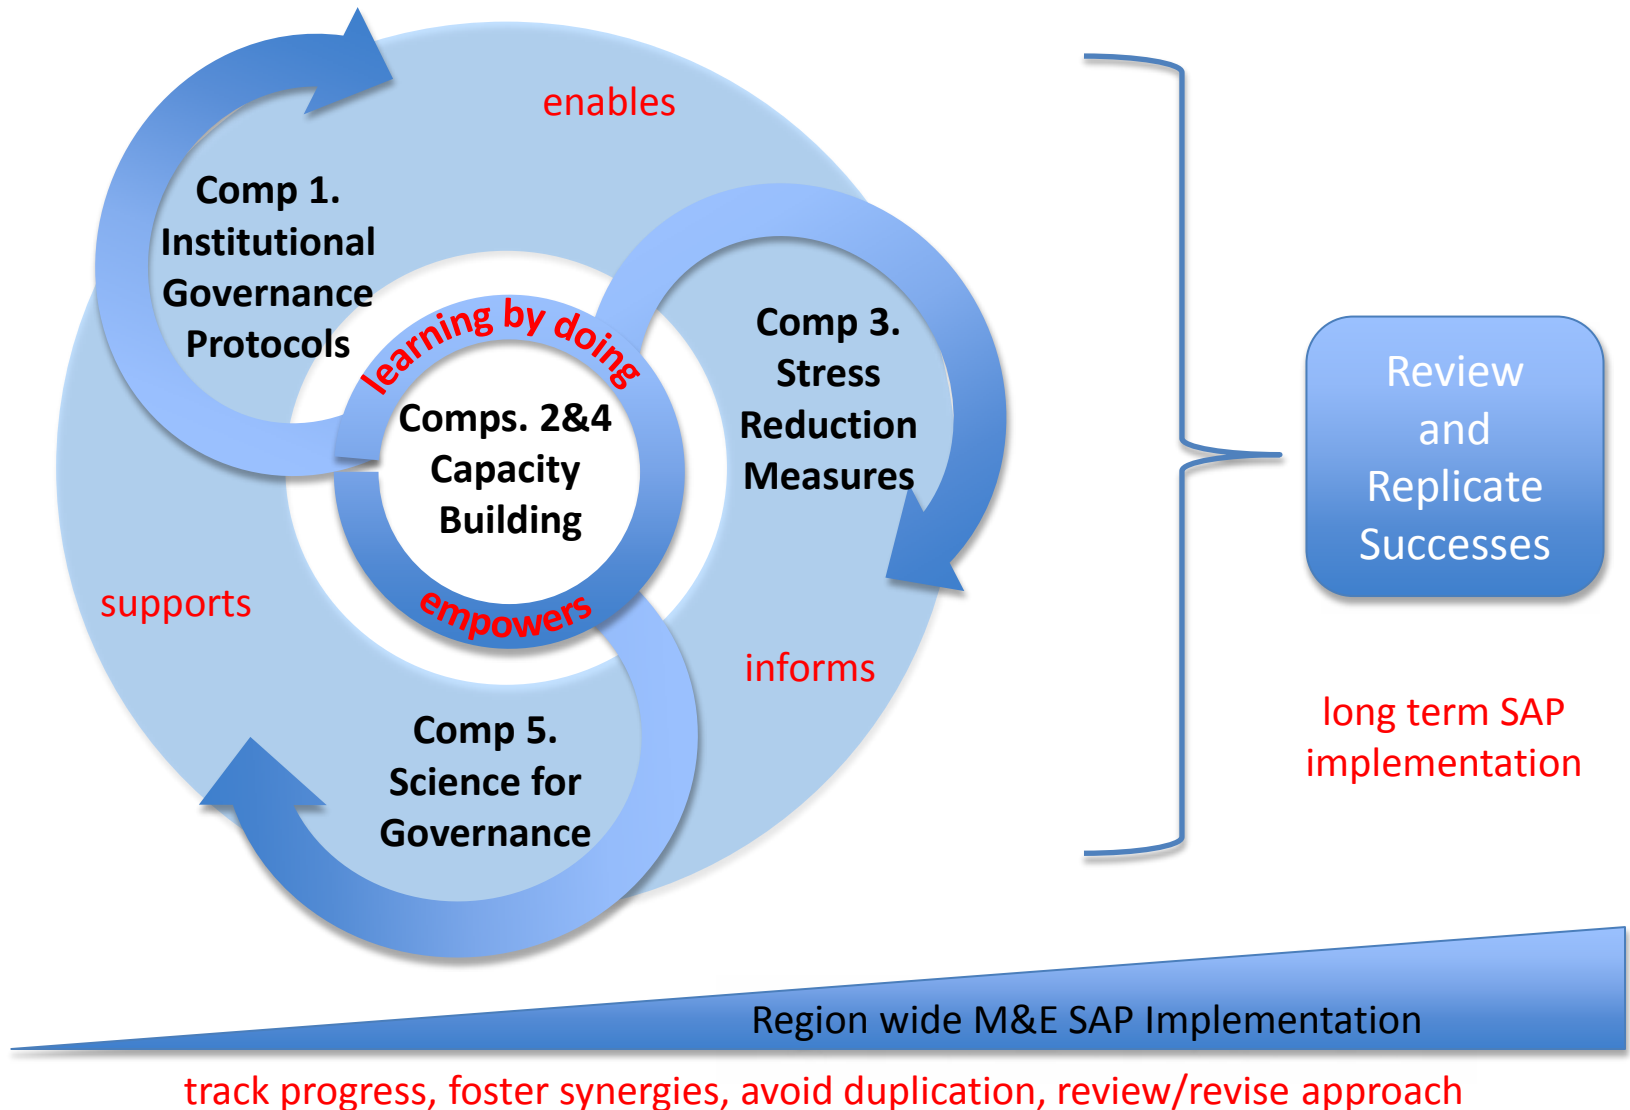 enables
Comp 1.
Institutional
Governance
Protocols
learning by doing
Comps. 2&4
Capacity
Building
empowers
Comp 3.
Stress
Reduction
Measures
supports
informs
Comp 5.
Science for
Governance
Review
and
Replicate
Successes
long term SAP
implementation
Region wide M&E SAP Implementation
track progress, foster synergies, avoid duplication, review/revise approach